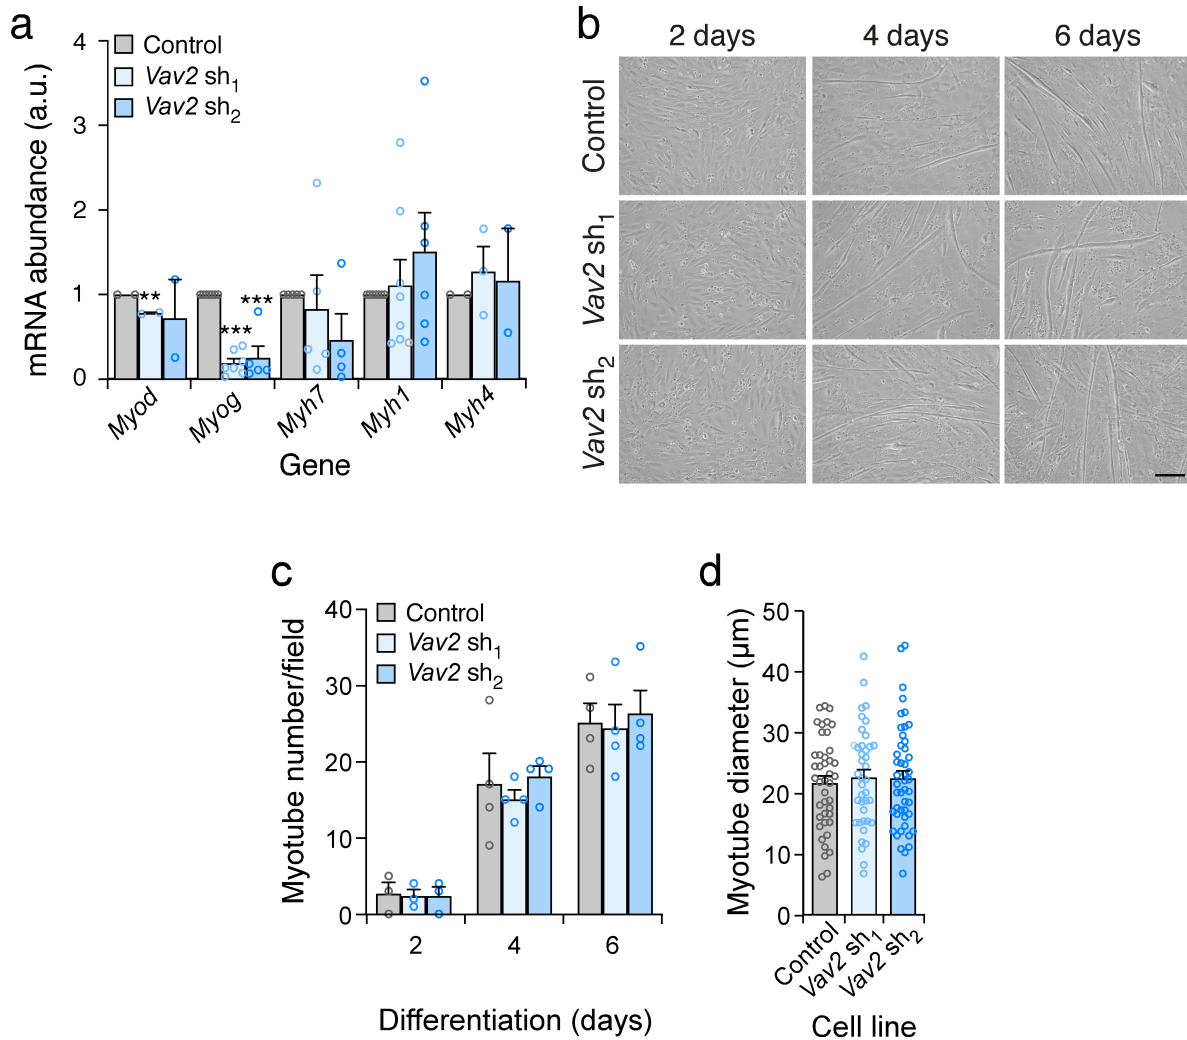 a
mRNA abundance (a.u.)
4
3
2
1
0
Control
Vav2 sh1
Vav2 sh2
**
***
***
Myod
Myog
Myh7
Myh1
Myh4
Gene
b
2 days
4 days
6 days
Control
Vav2 sh1
Vav2 sh2
c
Myotube number/field
40
30
20
10
0
Control
Vav2 sh1
Vav2 sh2
2
4
6
Differentiation (days)
d
Myotube diameter (μm)
50
40
30
20
10
0
Control
Vav2 sh1
Vav2 sh2
Cell line